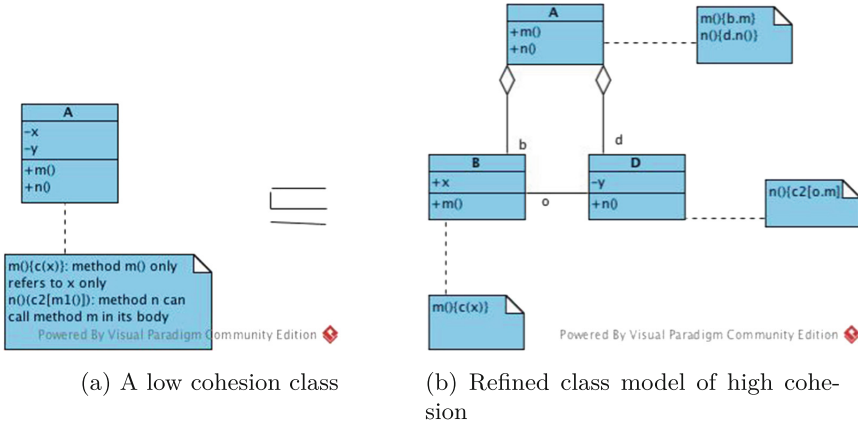 A
-x
-y
+m()
+n()
m(){c(x)}: method m() only
refers to x only
n()(c2[m1()]): method n can
call method m in its body
Powered By Visual Paradigm Community Edition
(a) A low cohesion class
A
+m()
+n()
m(){b.m}
n(){d.n()}
b
d
B
+x
+m()
o
D
-y
+n()
n(){c2[o.m]
m(){c(x)}
Powered By Visual Paradigm Community Edition
(b) Refined class model of high cohe-
sion